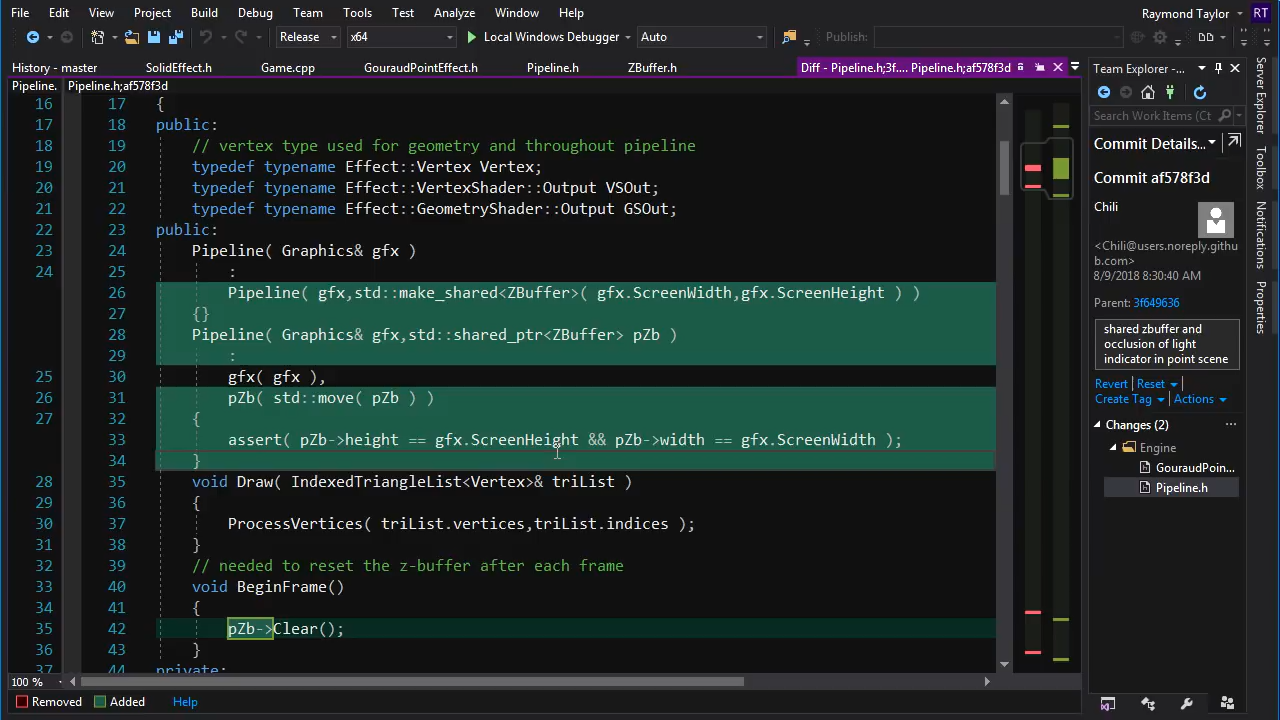 File Edit View Project Build Debug Team Tools Test Analyze Window Help Raymond Taylor RT
Release x64 Local Windows Debugger Auto Publish:
History - master SolidEffect.h Game.cpp GouraudPointEffect.h Pipeline.h ZBuffer.h Diff - Pipeline.h;3f.... Pipeline.h;af578f3d
Pipeline. Pipeline.h;af578f3d
16 17 {
17 18 public:
18 19 // vertex type used for geometry and throughout pipeline
19 20 typedef typename Effect::Vertex Vertex;
20 21 typedef typename Effect::VertexShader::Output VSOut;
21 22 typedef typename Effect::GeometryShader::Output GSOut;
22 23 public:
23 24 Pipeline( Graphics& gfx )
24 25 :
26 Pipeline( gfx,std::make_shared<ZBuffer>( gfx.ScreenWidth,gfx.ScreenHeight ) )
27 {}
28 Pipeline( Graphics& gfx,std::shared_ptr<ZBuffer> pZb )
29 :
25 30 gfx( gfx ),
26 31 pZb( std::move( pZb ) )
27 32 {
33 assert( pZb->height == gfx.ScreenHeight && pZb->width == gfx.ScreenWidth );
34 }
28 35 void Draw( IndexedTriangleList<Vertex>& triList )
29 36 {
30 37 ProcessVertices( triList.vertices,triList.indices );
31 38 }
32 39 // needed to reset the z-buffer after each frame
33 40 void BeginFrame()
34 41 {
35 42 pZb->Clear();
36 43 }
37 44 private:
100 %
Removed Added Help
Team Explorer -...
Search Work Items (Ct
Commit Details...
Commit af578f3d
Chili
<Chili@users.noreply.githu
b.com>
8/9/2018 8:30:40 AM
Parent: 3f649636
shared zbuffer and
occlusion of light
indicator in point scene
Revert Reset
Create Tag Actions
Changes (2)
Engine
GouraudPoin...
Pipeline.h
Server Explorer
Toolbox
Notifications
Properties